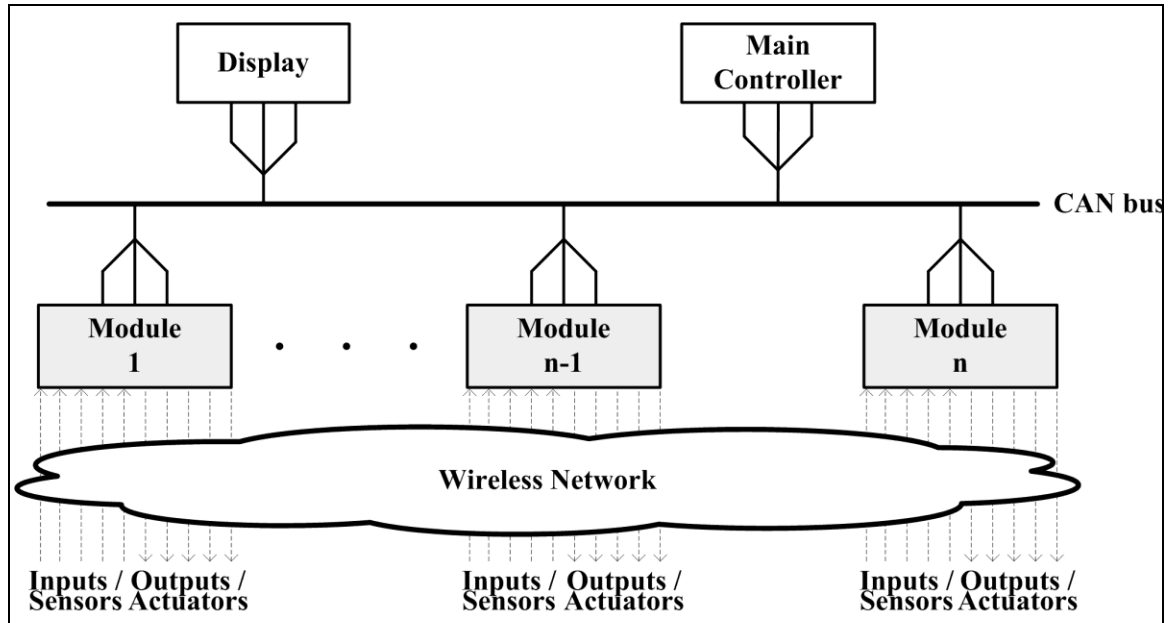 Display
Main
Controller
CAN bus
Module
1
. . .
Module
n-1
Module
n
Wireless Network
Inputs / Outputs /
Sensors Actuators
Inputs / Outputs /
Sensors Actuators
Inputs / Outputs /
Sensors Actuators